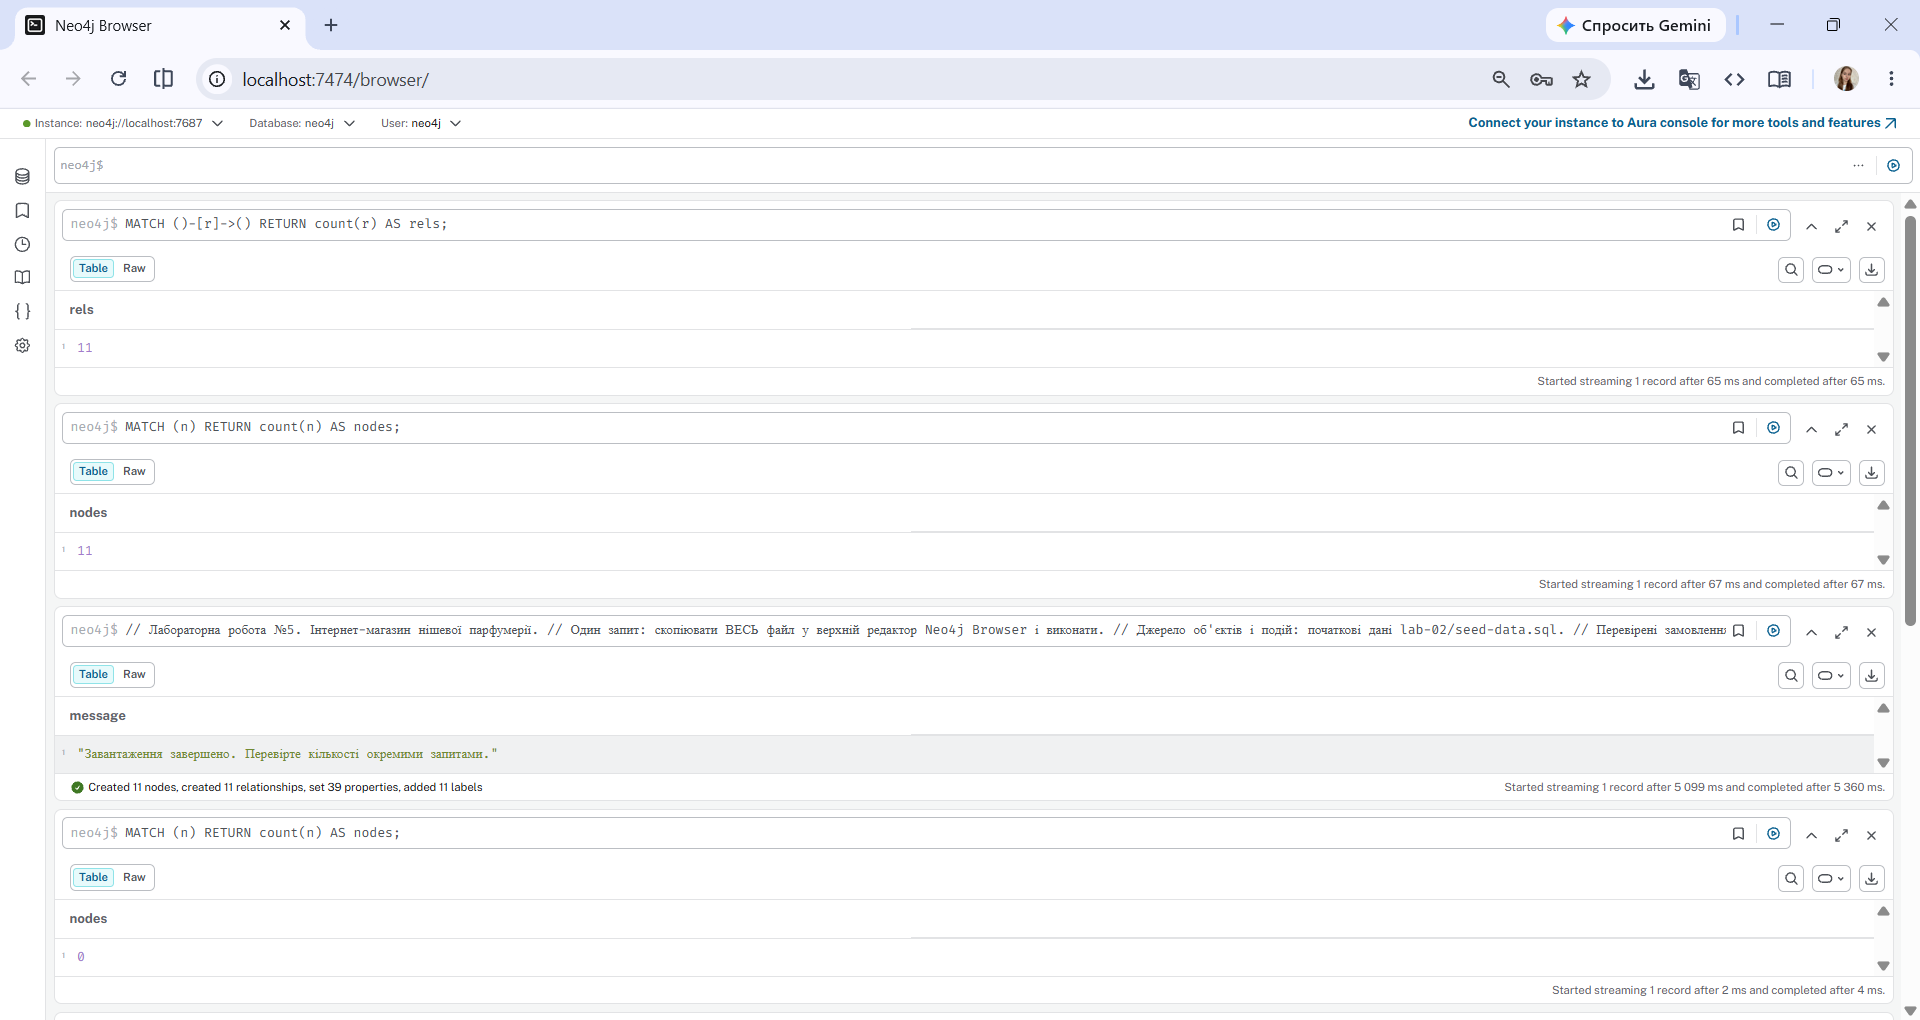 Neo4j Browser
Спросить Gemini
localhost:7474/browser/
Instance: neo4j://localhost:7687
Database: neo4j
User: neo4j
Connect your instance to Aura console for more tools and features
neo4j$
neo4j$ MATCH ()-[r]->() RETURN count(r) AS rels;
Table Raw
rels
1 11
Started streaming 1 record after 65 ms and completed after 65 ms.
neo4j$ MATCH (n) RETURN count(n) AS nodes;
Table Raw
nodes
1 11
Started streaming 1 record after 67 ms and completed after 67 ms.
neo4j$ // Лабораторна робота №5. Інтернет-магазин нішевої парфумерії. // Один запит: скопіювати ВЕСЬ файл у верхній редактор Neo4j Browser і виконати. // Джерело об'єктів і подій: початкові дані lab-02/seed-data.sql. // Перевірені замовлення
Table Raw
message
1 "Завантаження завершено. Перевірте кількості окремими запитами."
Created 11 nodes, created 11 relationships, set 39 properties, added 11 labels
Started streaming 1 record after 5 099 ms and completed after 5 360 ms.
neo4j$ MATCH (n) RETURN count(n) AS nodes;
Table Raw
nodes
1 0
Started streaming 1 record after 2 ms and completed after 4 ms.